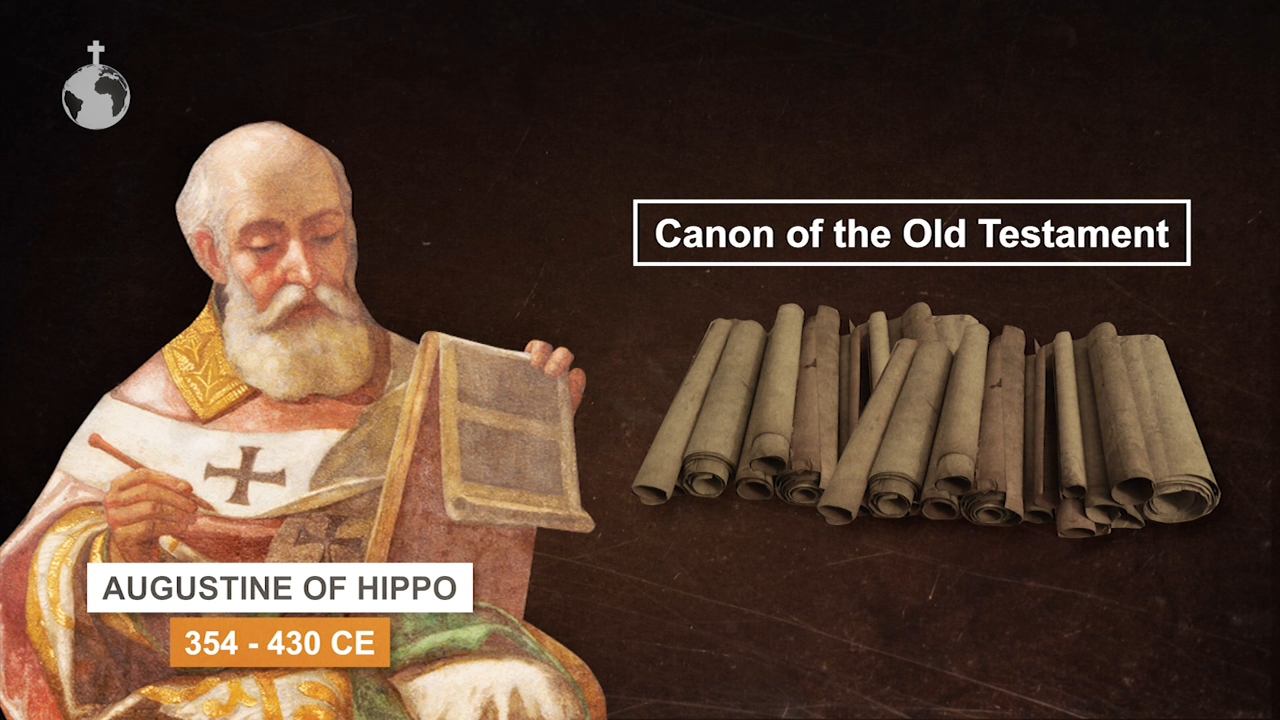 Canon of the Old Testament
AUGUSTINE OF HIPPO
354 - 430 CE